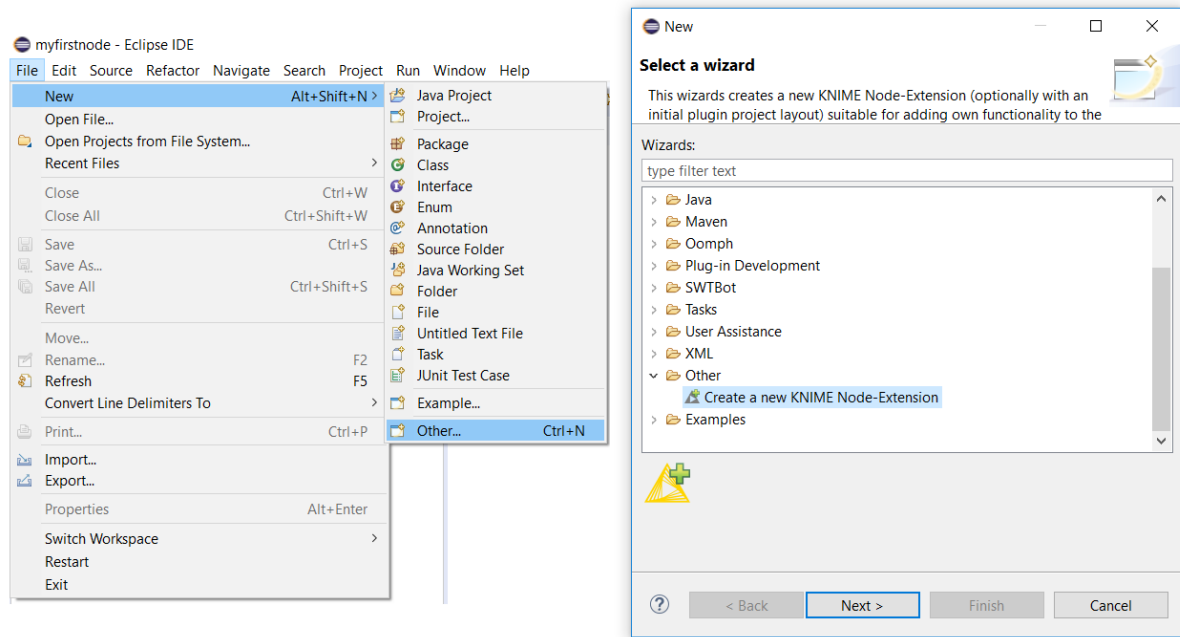 myfirstnode - Eclipse IDE
File Edit Source Refactor Navigate Search Project Run Window Help
New Alt+Shift+N >
Open File...
Open Projects from File System...
Recent Files >
Close Ctrl+W
Close All Ctrl+Shift+W
Save Ctrl+S
Save As...
Save All Ctrl+Shift+S
Revert
Move...
Rename... F2
Refresh F5
Convert Line Delimiters To >
Print... Ctrl+P
Import...
Export...
Properties Alt+Enter
Switch Workspace >
Restart
Exit
Java Project
Project...
Package
Class
Interface
Enum
Annotation
Source Folder
Java Working Set
Folder
File
Untitled Text File
Task
JUnit Test Case
Example...
Other... Ctrl+N
New
Select a wizard
This wizards creates a new KNIME Node-Extension (optionally with an
initial plugin project layout) suitable for adding own functionality to the
Wizards:
type filter text
Java
Maven
Oomph
Plug-in Development
SWTBot
Tasks
User Assistance
XML
Other
Create a new KNIME Node-Extension
Examples
? < Back Next > Finish Cancel